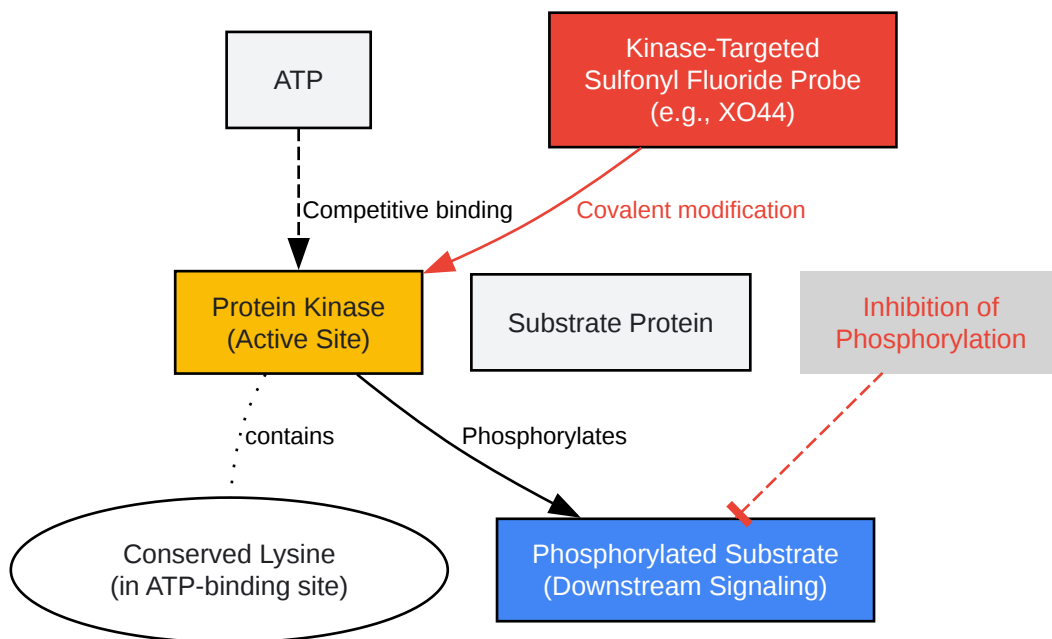 ATP
Kinase-Targeted
Sulfonyl Fluoride Probe
(e.g., XO44)
Competitive binding
Covalent modification
Protein Kinase
(Active Site)
Substrate Protein
Inhibition of
Phosphorylation
contains
Phosphorylates
Conserved Lysine
(in ATP-binding site)
Phosphorylated Substrate
(Downstream Signaling)